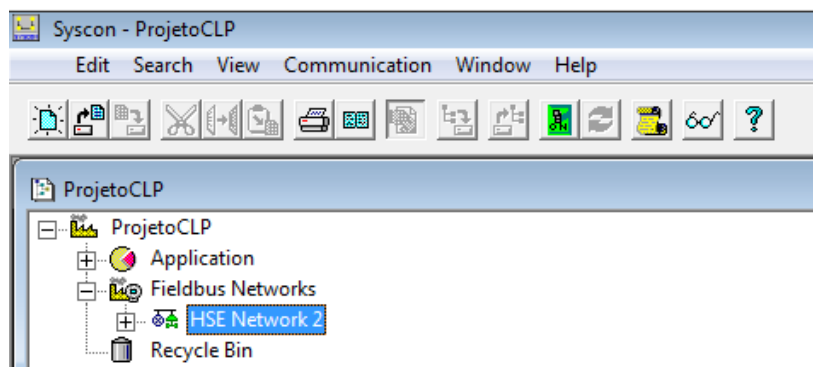 Syscon - ProjetoCLP
Edit Search View Communication Window Help
ProjetoCLP
ProjetoCLP
Application
Fieldbus Networks
HSE Network 2
Recycle Bin